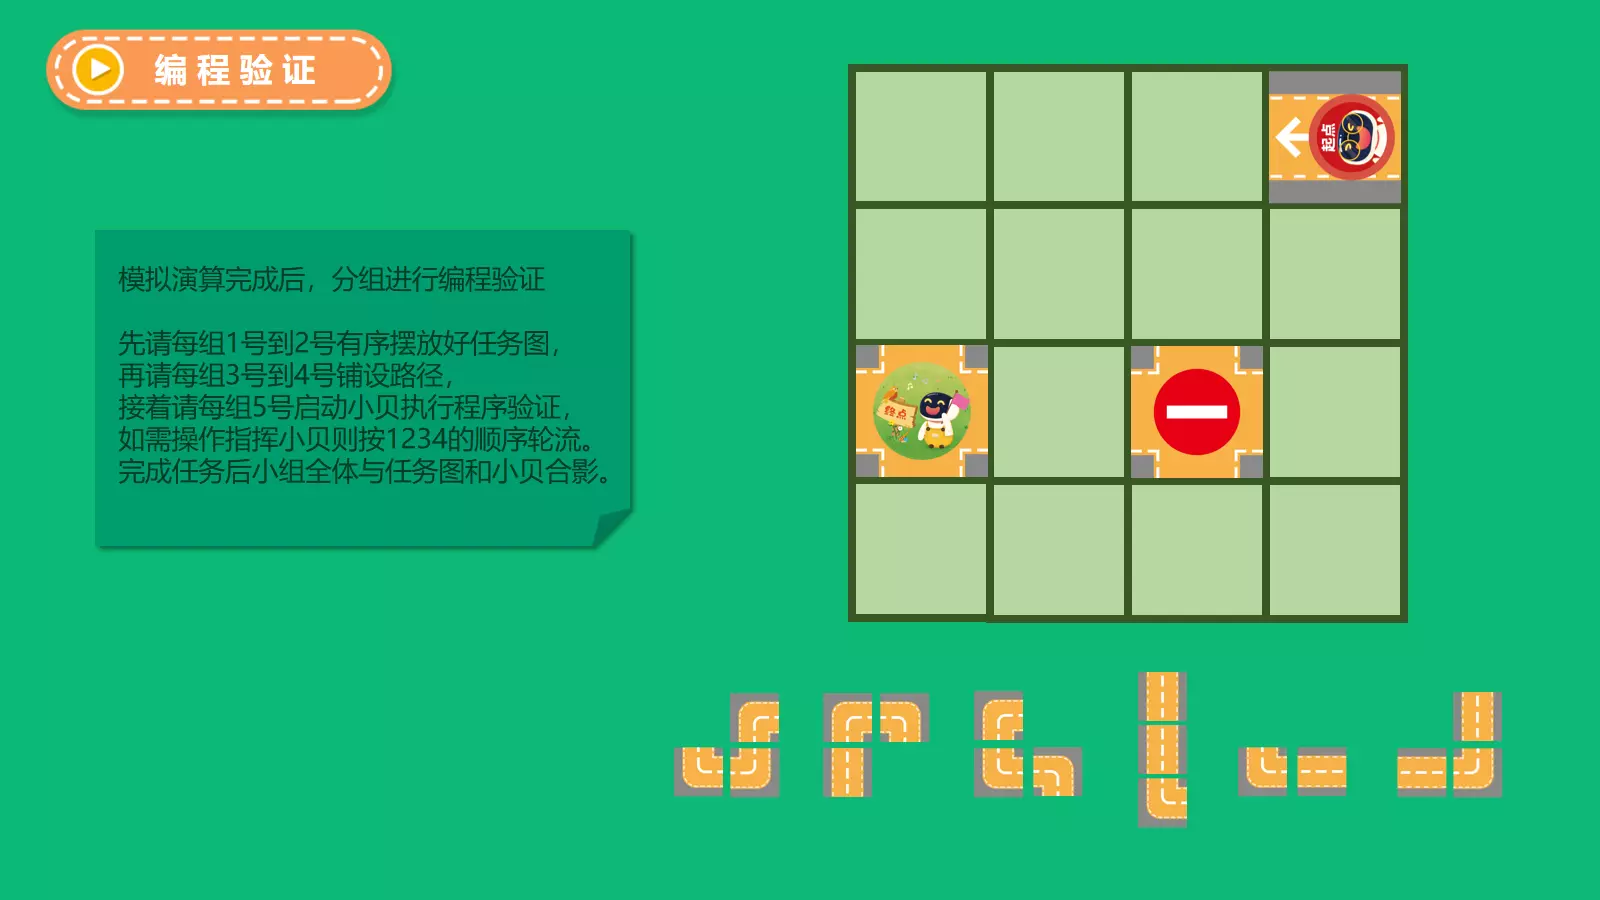 编程验证
起点
模拟演算完成后，分组进行编程验证
先请每组1号到2号有序摆放好任务图，
再请每组3号到4号铺设路径，
接着请每组5号启动小贝执行程序验证，
如需操作指挥小贝则按1234的顺序轮流。
完成任务后小组全体与任务图和小贝合影。
终点